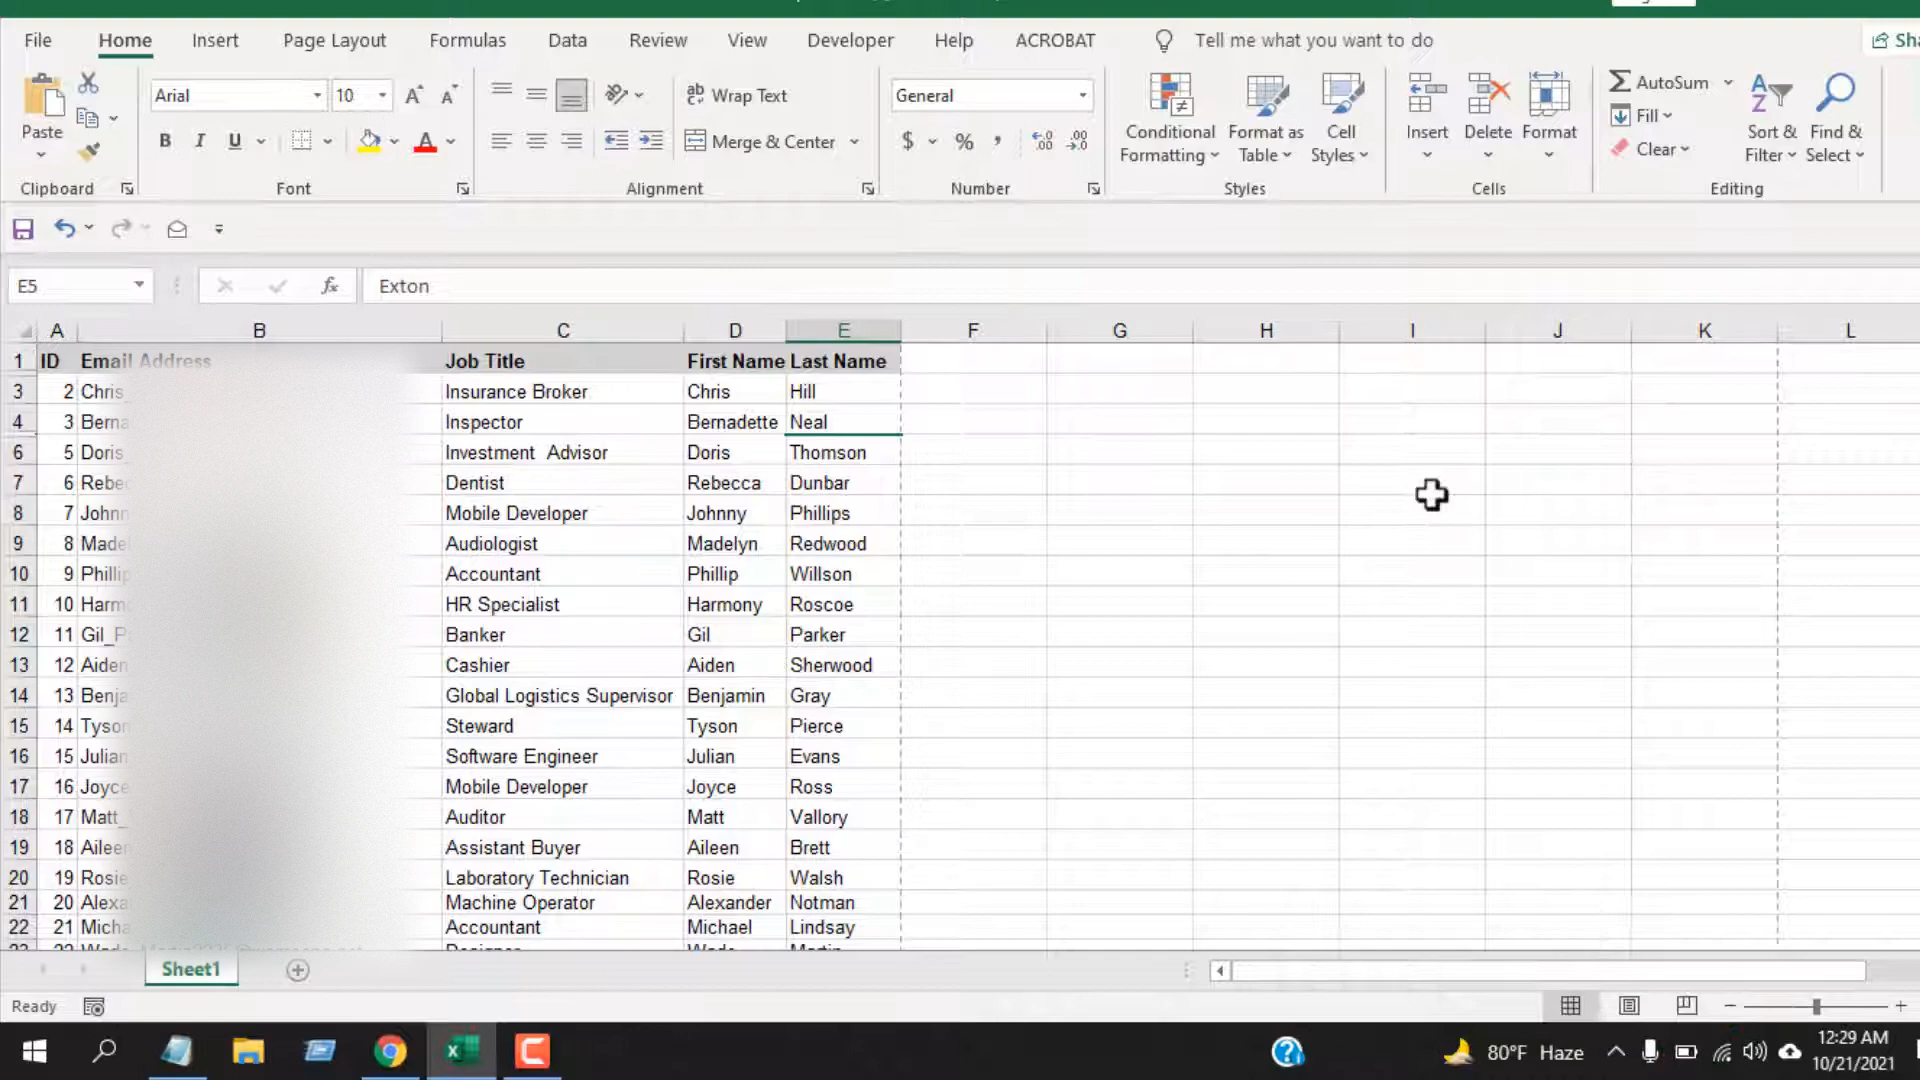 File Home Insert Page Layout Formulas Data Review View Developer Help ACROBAT Tell me what you want to do
Arial 10 Wrap Text General AutoSum
Paste Conditional Formatting Format as Table Cell Styles Insert Delete Format Fill Sort & Filter Find & Select
B I U A Merge & Center $ % , Clear
Clipboard Font Alignment Number Styles Cells Editing
E5 fx Exton
A B C D E F G H I J K L
1 ID Email Address Job Title First Name Last Name
3 2 Chris_ Insurance Broker Chris Hill
4 3 Berna Inspector Bernadette Neal
6 5 Doris_ Investment Advisor Doris Thomson
7 6 Rebe Dentist Rebecca Dunbar
8 7 Johnn Mobile Developer Johnny Phillips
9 8 Made Audiologist Madelyn Redwood
10 9 Phillip Accountant Phillip Willson
11 10 Harm HR Specialist Harmony Roscoe
12 11 Gil_P Banker Gil Parker
13 12 Aiden Cashier Aiden Sherwood
14 13 Benja Global Logistics Supervisor Benjamin Gray
15 14 Tyson Steward Tyson Pierce
16 15 Julian Software Engineer Julian Evans
17 16 Joyce Mobile Developer Joyce Ross
18 17 Matt_ Auditor Matt Vallory
19 18 Aileen Assistant Buyer Aileen Brett
20 19 Rosie Laboratory Technician Rosie Walsh
21 20 Alexa Machine Operator Alexander Notman
22 21 Micha Accountant Michael Lindsay
Sheet1
Ready
80°F Haze 12:29 AM
10/21/2021